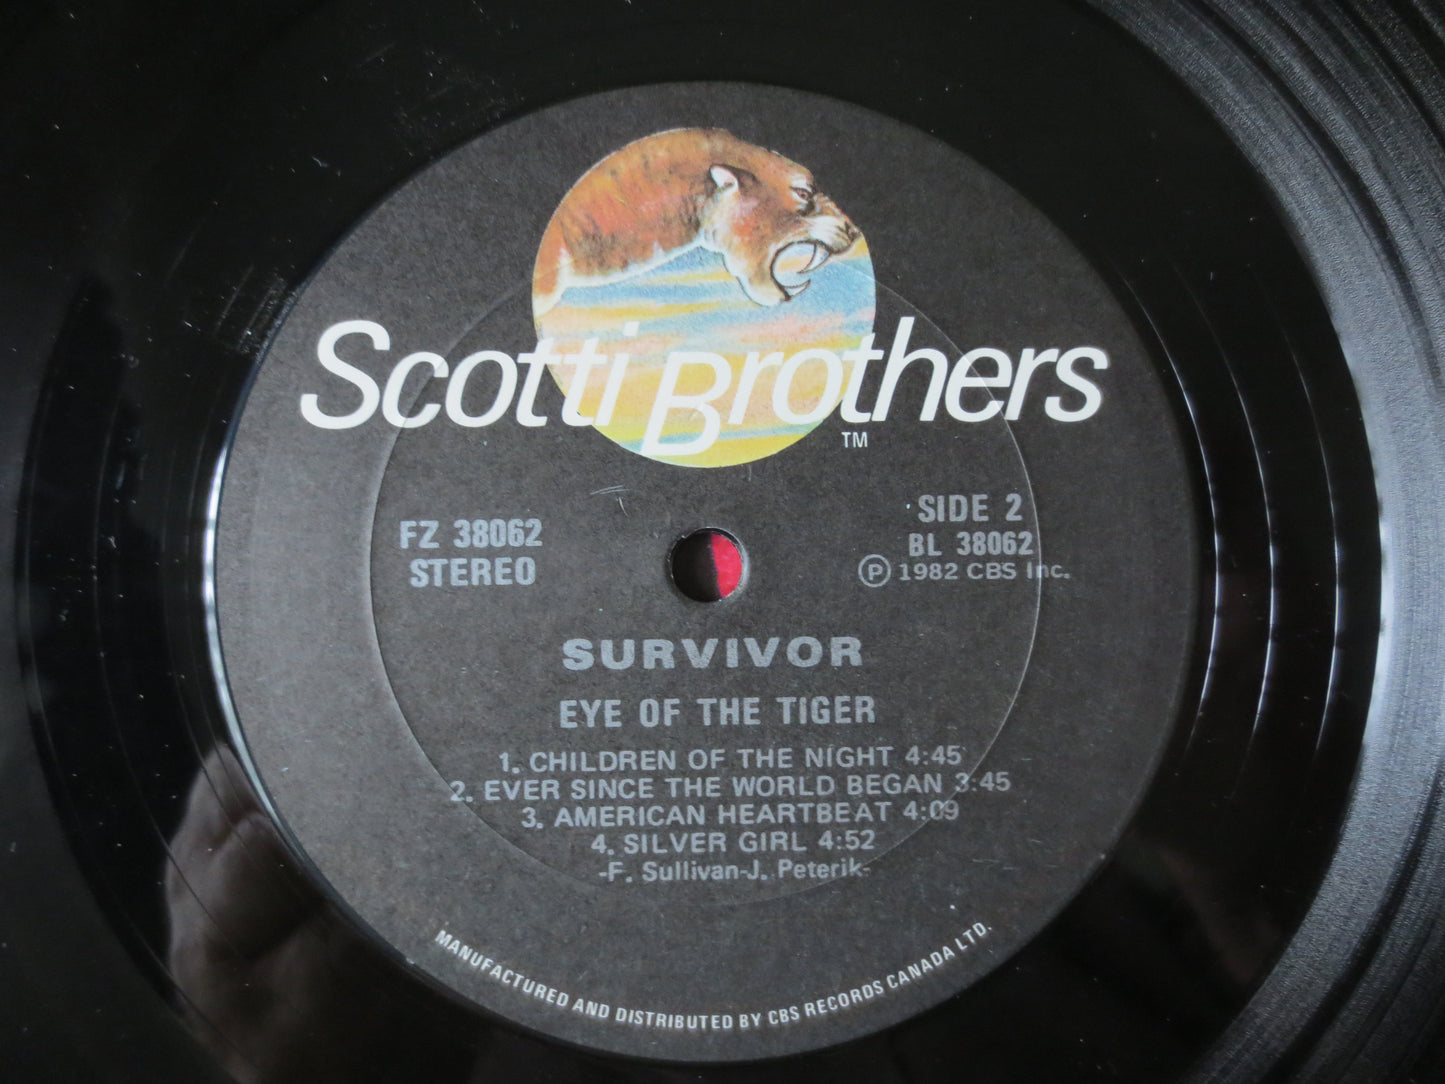 Scotti Brothers
TM
FZ 38062
STEREO
SIDE 2
BL 38062
Ⓟ 1982 CBS Inc.
SURVIVOR
EYE OF THE TIGER
1. CHILDREN OF THE NIGHT 4:45
2. EVER SINCE THE WORLD BEGAN 3:45
3. AMERICAN HEARTBEAT 4:09
4. SILVER GIRL 4:52
-F. Sullivan-J. Peterik-
MANUFACTURED AND DISTRIBUTED BY CBS RECORDS CANADA LTD.